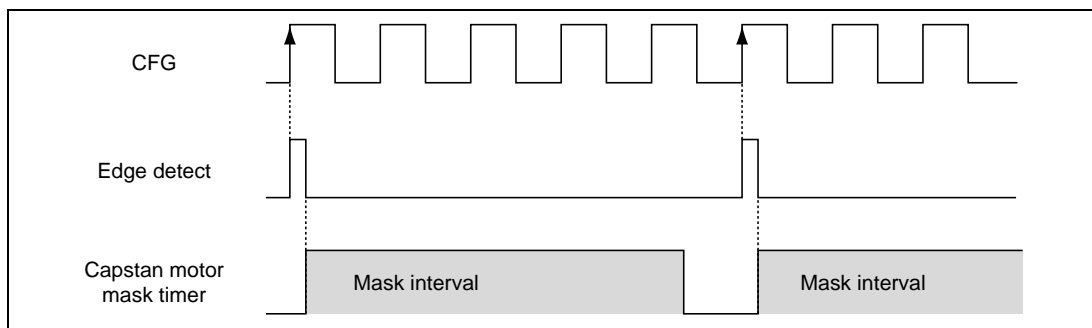 CFG
Edge detect
Capstan motor
mask timer
Mask interval
Mask interval